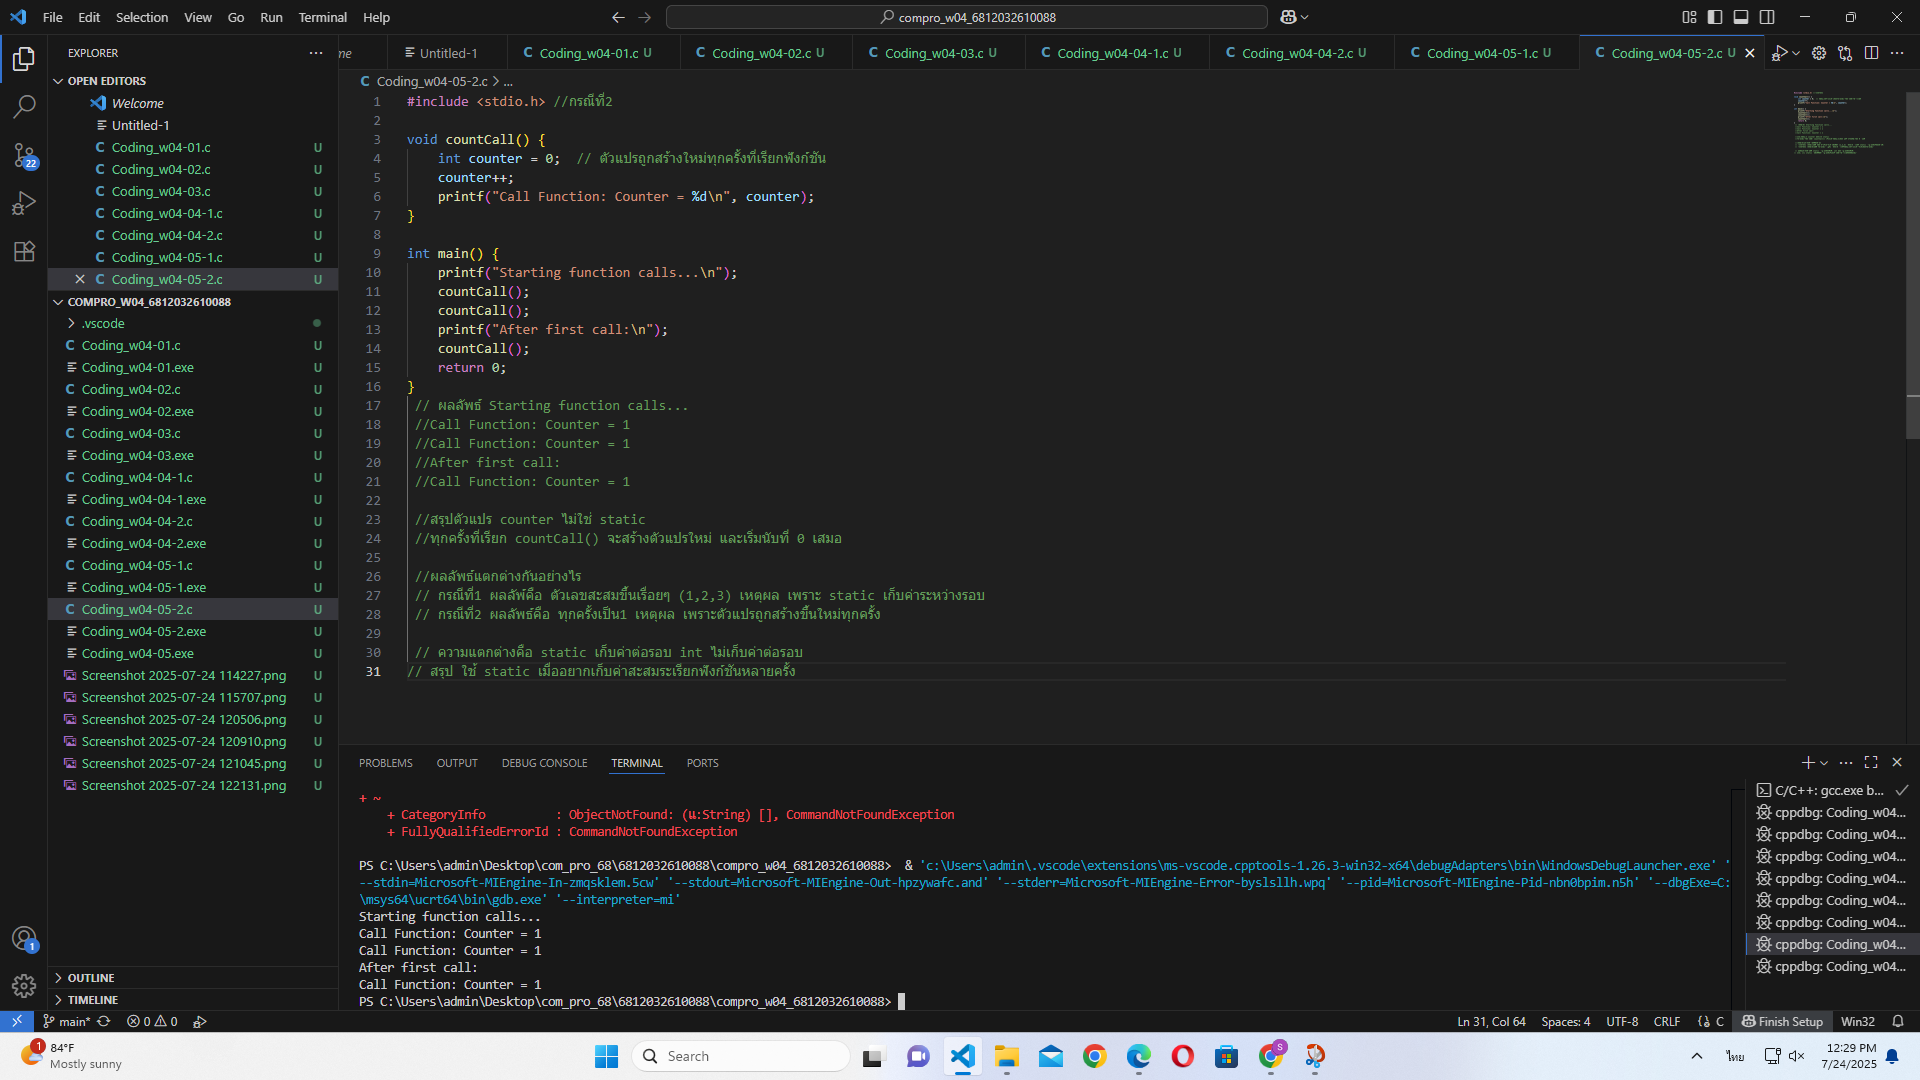 File Edit Selection View Go Run Terminal Help
compro_w04_6812032610088
EXPLORER
OPEN EDITORS
Welcome
Untitled-1
Coding_w04-01.c U
Coding_w04-02.c U
Coding_w04-03.c U
Coding_w04-04-1.c U
Coding_w04-04-2.c U
Coding_w04-05-1.c U
Coding_w04-05-2.c U
COMPRO_W04_6812032610088
.vscode
Coding_w04-01.c U
Coding_w04-01.exe U
Coding_w04-02.c U
Coding_w04-02.exe U
Coding_w04-03.c U
Coding_w04-03.exe U
Coding_w04-04-1.c U
Coding_w04-04-1.exe U
Coding_w04-04-2.c U
Coding_w04-04-2.exe U
Coding_w04-05-1.c U
Coding_w04-05-1.exe U
Coding_w04-05-2.c U
Coding_w04-05-2.exe U
Coding_w04-05.exe U
Screenshot 2025-07-24 114227.png U
Screenshot 2025-07-24 115707.png U
Screenshot 2025-07-24 120506.png U
Screenshot 2025-07-24 120910.png U
Screenshot 2025-07-24 121045.png U
Screenshot 2025-07-24 122131.png U
OUTLINE
TIMELINE
22
1
me Untitled-1 Coding_w04-01.c U Coding_w04-02.c U Coding_w04-03.c U Coding_w04-04-1.c U Coding_w04-04-2.c U Coding_w04-05-1.c U Coding_w04-05-2.c U
Coding_w04-05-2.c > ...
1 #include <stdio.h> //กรณีที่2
2
3 void countCall() {
4 int counter = 0; // ตัวแปรถูกสร้างใหม่ทุกครั้งที่เรียกฟังก์ชัน
5 counter++;
6 printf("Call Function: Counter = %d\n", counter);
7 }
8
9 int main() {
10 printf("Starting function calls...\n");
11 countCall();
12 countCall();
13 printf("After first call:\n");
14 countCall();
15 return 0;
16 }
17 // ผลลัพธ์ Starting function calls...
18 //Call Function: Counter = 1
19 //Call Function: Counter = 1
20 //After first call:
21 //Call Function: Counter = 1
22
23 //สรุปตัวแปร counter ไม่ใช่ static
24 //ทุกครั้งที่เรียก countCall() จะสร้างตัวแปรใหม่ และเริ่มนับที่ 0 เสมอ
25
26 //ผลลัพธ์แตกต่างกันอย่างไร
27 // กรณีที่1 ผลลัพ์คือ ตัวเลขสะสมขึ้นเรื่อยๆ (1,2,3) เหตุผล เพราะ static เก็บค่าระหว่างรอบ
28 // กรณีที่2 ผลลัพธ์คือ ทุกครั้งเป็น1 เหตุผล เพราะตัวแปรถูกสร้างขึ้นใหม่ทุกครั้ง
29
30 // ความแตกต่างคือ static เก็บค่าต่อรอบ int ไม่เก็บค่าต่อรอบ
31 // สรุป ใช้ static เมื่ออยากเก็บค่าสะสมระเรียกฟังก์ชันหลายครั้ง
PROBLEMS OUTPUT DEBUG CONSOLE TERMINAL PORTS
+ ~
+ CategoryInfo : ObjectNotFound: (น:String) [], CommandNotFoundException
+ FullyQualifiedErrorId : CommandNotFoundException
PS C:\Users\admin\Desktop\com_pro_68\6812032610088\compro_w04_6812032610088> & 'c:\Users\admin\.vscode\extensions\ms-vscode.cpptools-1.26.3-win32-x64\debugAdapters\bin\WindowsDebugLauncher.exe' '
--stdin=Microsoft-MIEngine-In-zmqsklem.5cw' '--stdout=Microsoft-MIEngine-Out-hpzywafc.and' '--stderr=Microsoft-MIEngine-Error-byslsllh.wpq' '--pid=Microsoft-MIEngine-Pid-nbn0bpim.n5h' '--dbgExe=C:
\msys64\ucrt64\bin\gdb.exe' '--interpreter=mi'
Starting function calls...
Call Function: Counter = 1
Call Function: Counter = 1
After first call:
Call Function: Counter = 1
PS C:\Users\admin\Desktop\com_pro_68\6812032610088\compro_w04_6812032610088>
C/C++: gcc.exe b...
cppdbg: Coding_w04...
cppdbg: Coding_w04...
cppdbg: Coding_w04...
cppdbg: Coding_w04...
cppdbg: Coding_w04...
cppdbg: Coding_w04...
cppdbg: Coding_w04...
cppdbg: Coding_w04...
main* 0 0 Ln 31, Col 64 Spaces: 4 UTF-8 CRLF {} C Finish Setup Win32
1 84°F
Mostly sunny
Search
S
ไทย
12:29 PM
7/24/2025